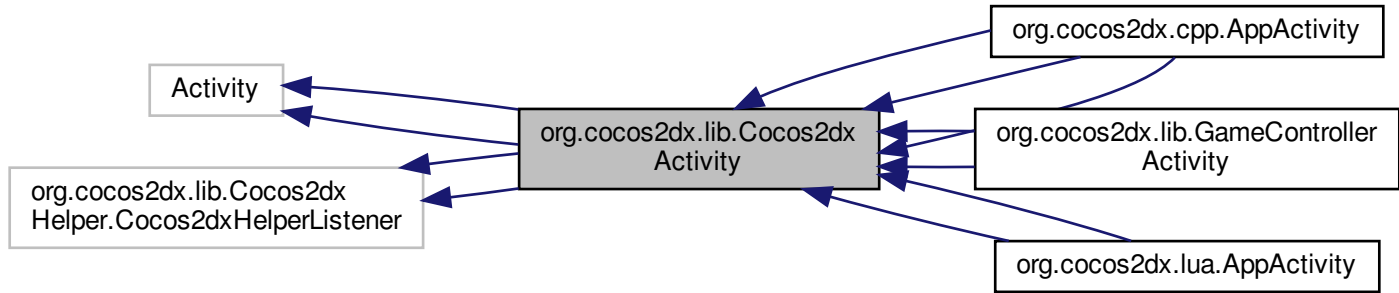 Activity
org.cocos2dx.lib.Cocos2dx
Helper.Cocos2dxHelperListener
org.cocos2dx.lib.Cocos2dx
Activity
org.cocos2dx.cpp.AppActivity
org.cocos2dx.lib.GameController
Activity
org.cocos2dx.lua.AppActivity